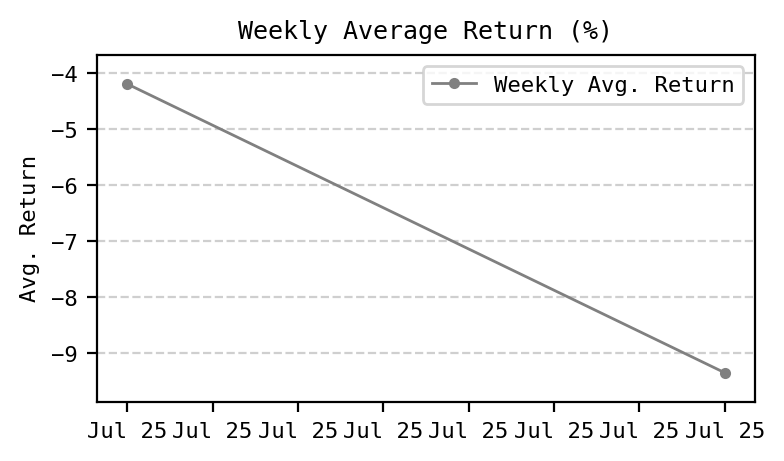 Weekly Average Return (%)
Weekly Avg. Return
Avg. Return
−4
−5
−6
−7
−8
−9
Jul 25 Jul 25 Jul 25 Jul 25 Jul 25 Jul 25 Jul 25 Jul 25